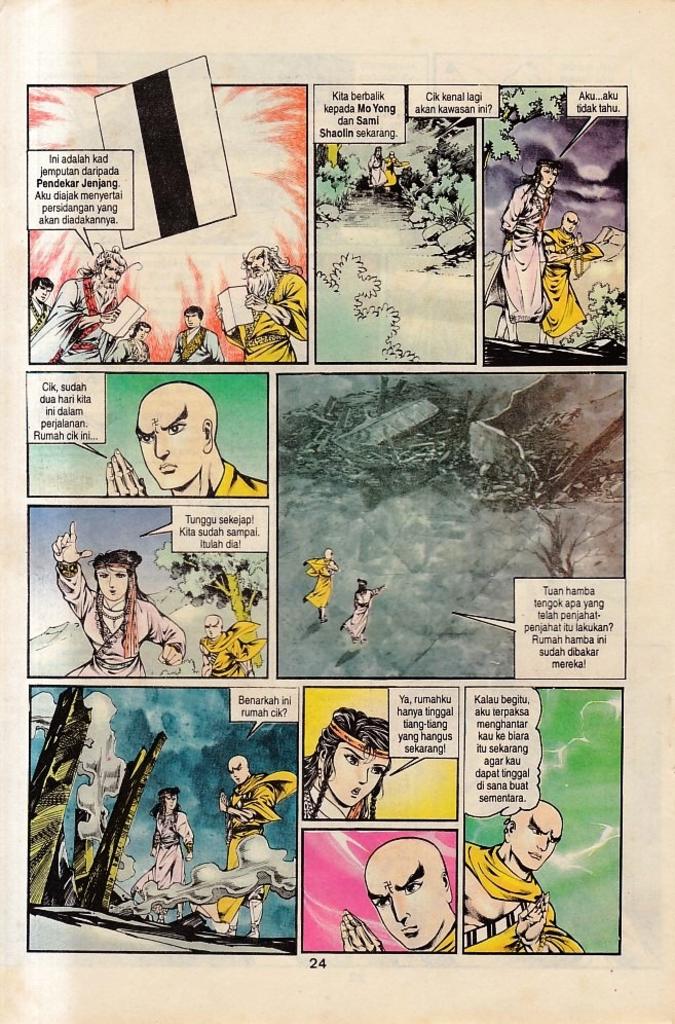 Ini adalah kad
jemputan daripada
Pendekar Jenjang.
Aku diajak menyertai
persidangan yang
akan diadakannya.
Kita berbalik
kepada Mo Yong
dan Sami
Shaolin sekarang.
Cik kenal lagi
akan kawasan ini?
Aku...aku
tidak tahu.
Cik, sudah
dua hari kita
ini dalam
perjalanan.
Rumah cik ini...
Tunggu sekejap!
Kita sudah sampai.
Itulah dia!
Tuan hamba
tengok apa yang
telah penjahat-
penjahat itu lakukan?
Rumah hamba ini
sudah dibakar
mereka!
Benarkah ini
rumah cik?
Ya, rumahku
hanya tinggal
tiang-tiang
yang hangus
sekarang!
Kalau begitu,
aku terpaksa
menghantar
kau ke biara
itu sekarang
agar kau
dapat tinggal
di sana buat
sementara.
24